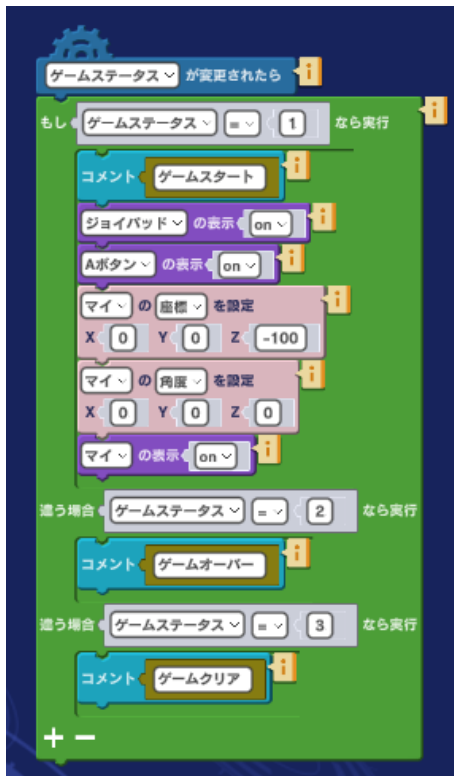 ゲームステータス が変更されたら i
もし ゲームステータス = 1 なら実行 i
コメント ゲームスタート i
ジョイパッド の表示 on i
Aボタン の表示 on i
マイ の 座標 を設定 i
X 0 Y 0 Z -100
マイ の 角度 を設定 i
X 0 Y 0 Z 0
マイ の表示 on i
違う場合 ゲームステータス = 2 なら実行
コメント ゲームオーバー i
違う場合 ゲームステータス = 3 なら実行
コメント ゲームクリア i
+ −